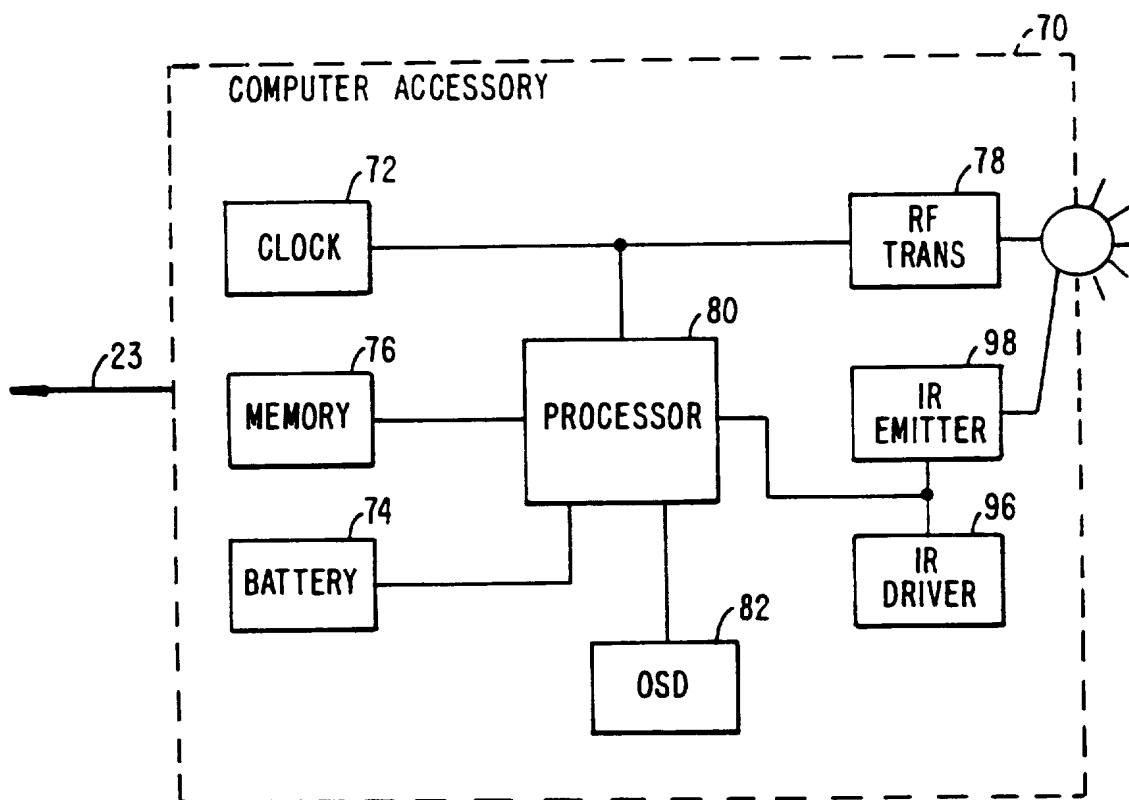 70
COMPUTER ACCESSORY
72
CLOCK
78
RF
TRANS
23
76
MEMORY
80
PROCESSOR
98
IR
EMITTER
74
BATTERY
96
IR
DRIVER
82
OSD